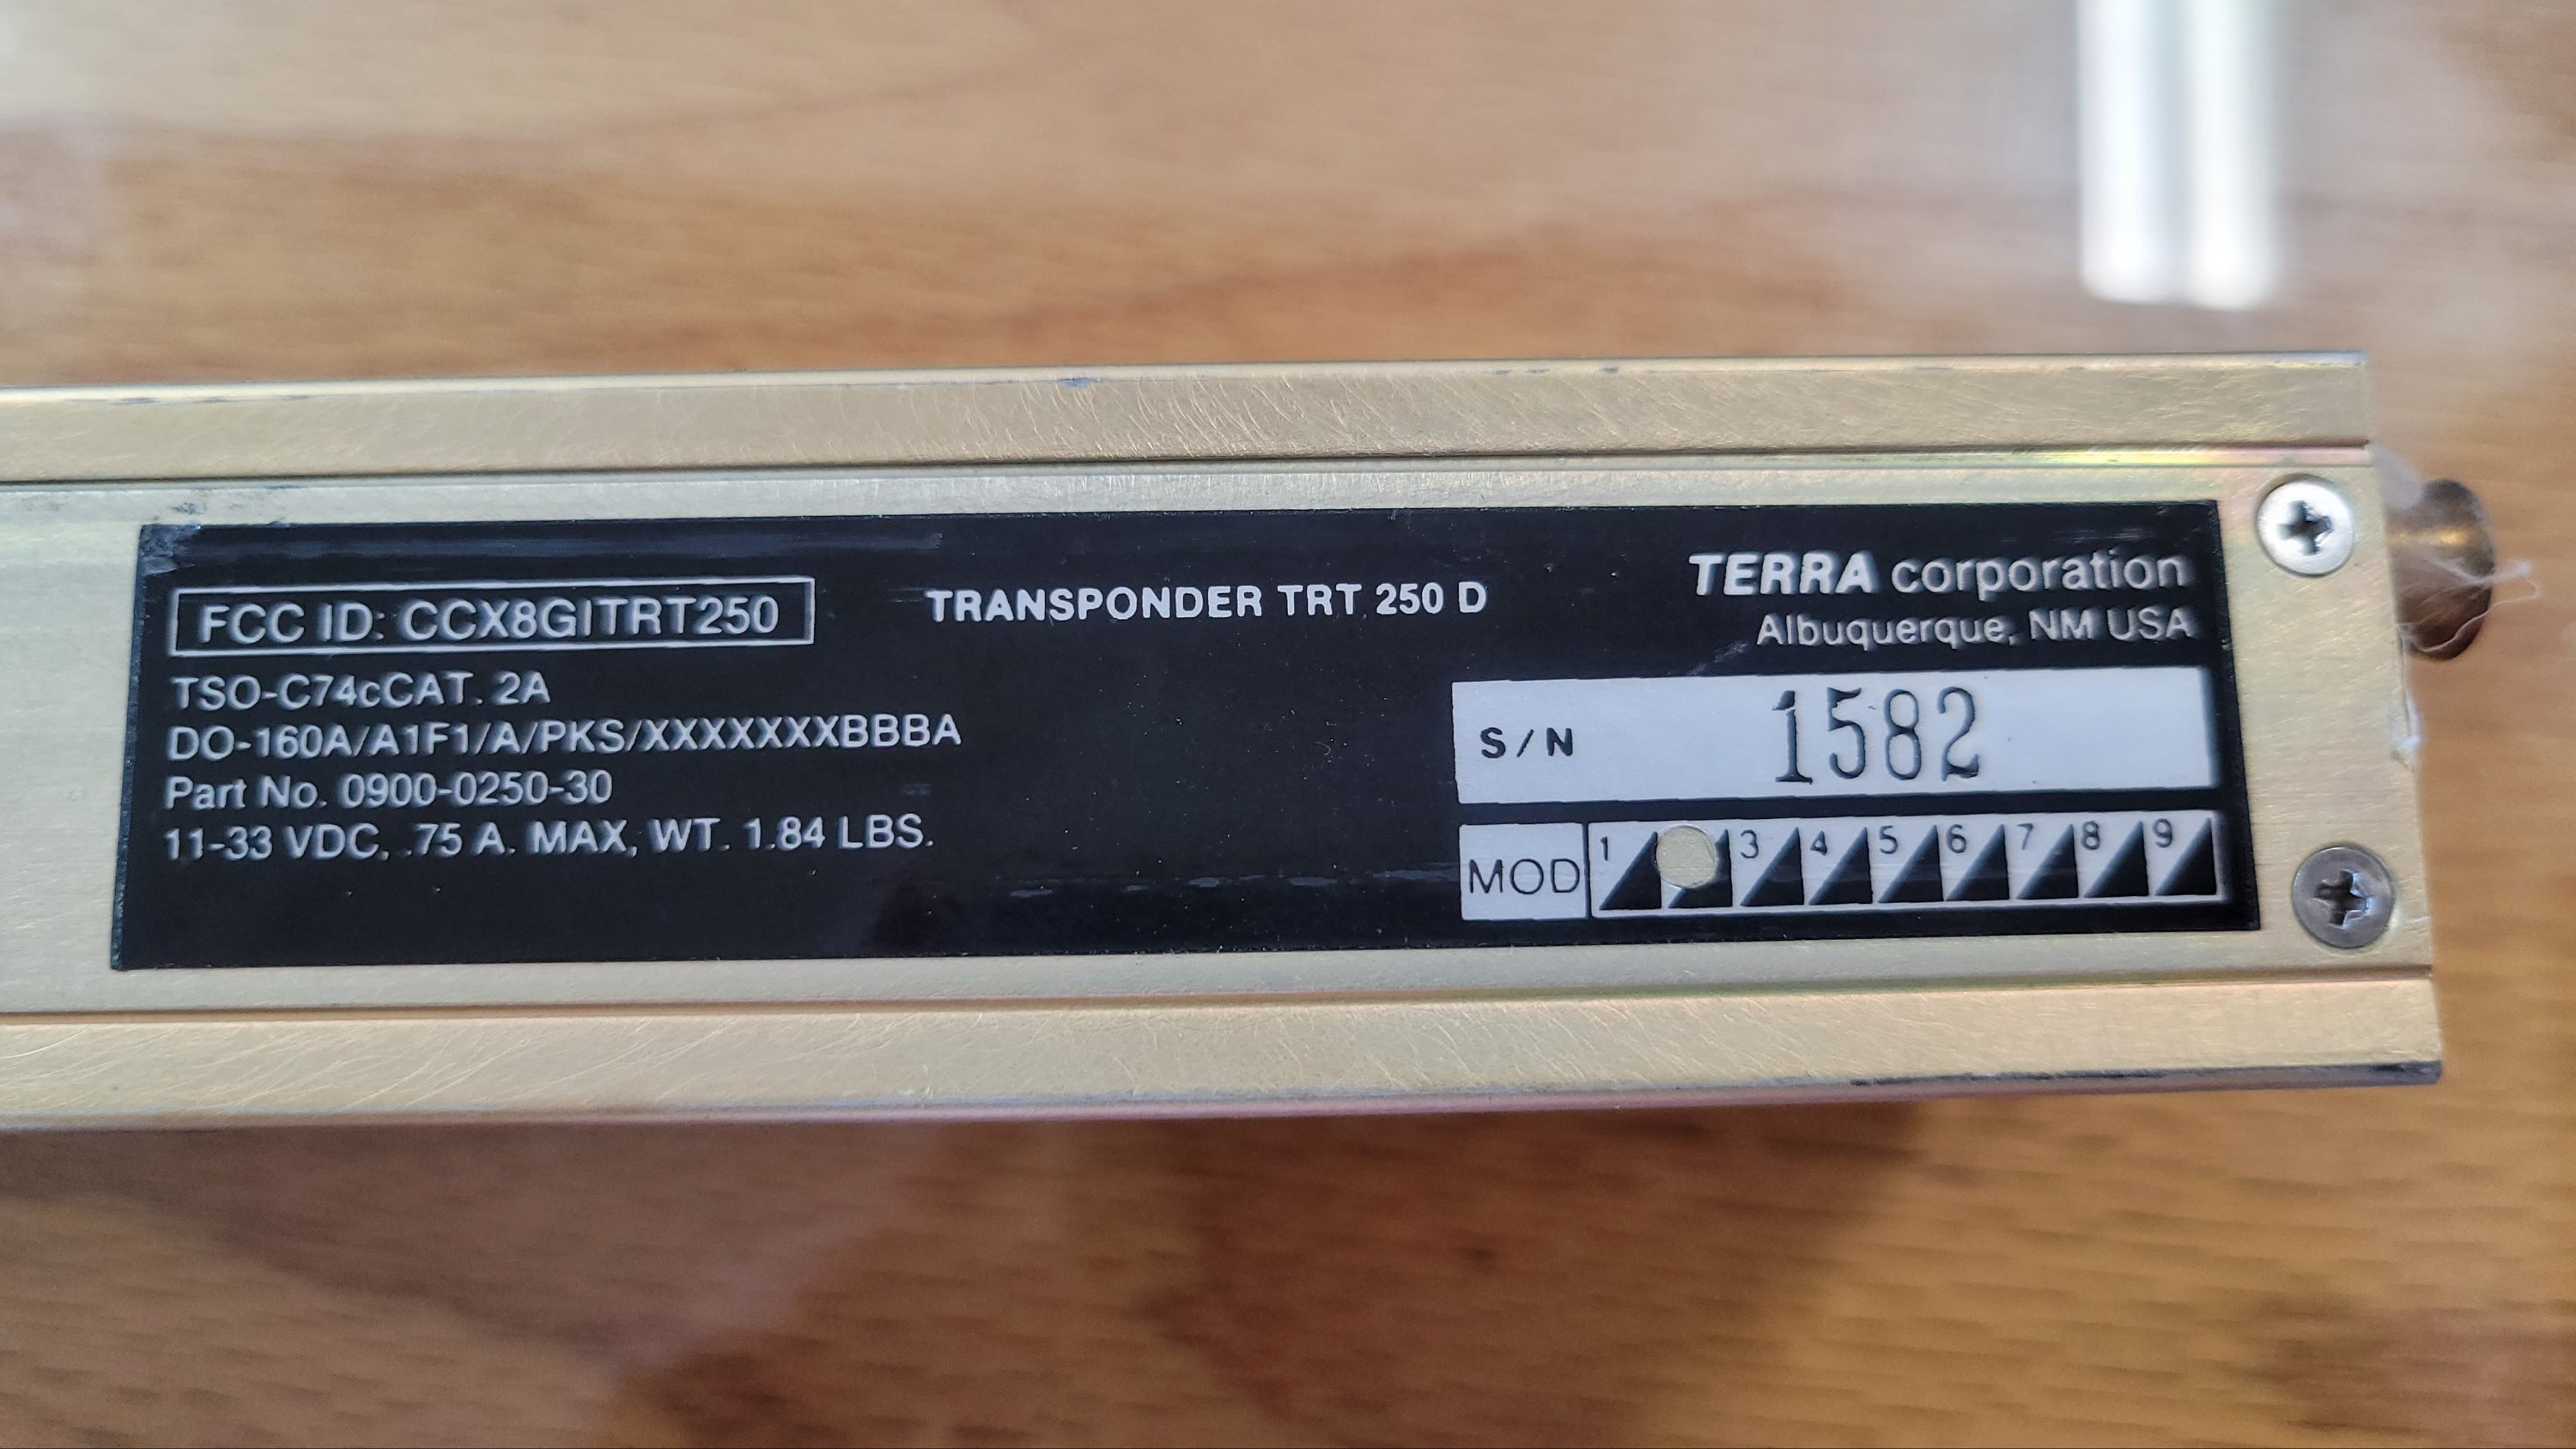 FCC ID: CCX8GITRT250
TSO-C74cCAT. 2A
DO-160A/A1F1/A/PKS/XXXXXXXBBBA
Part No. 0900-0250-30
11-33 VDC, .75 A. MAX, WT. 1.84 LBS.
TRANSPONDER TRT 250 D
TERRA corporation
Albuquerque, NM USA
S/N 1582
MOD 1 3 4 5 6 7 8 9